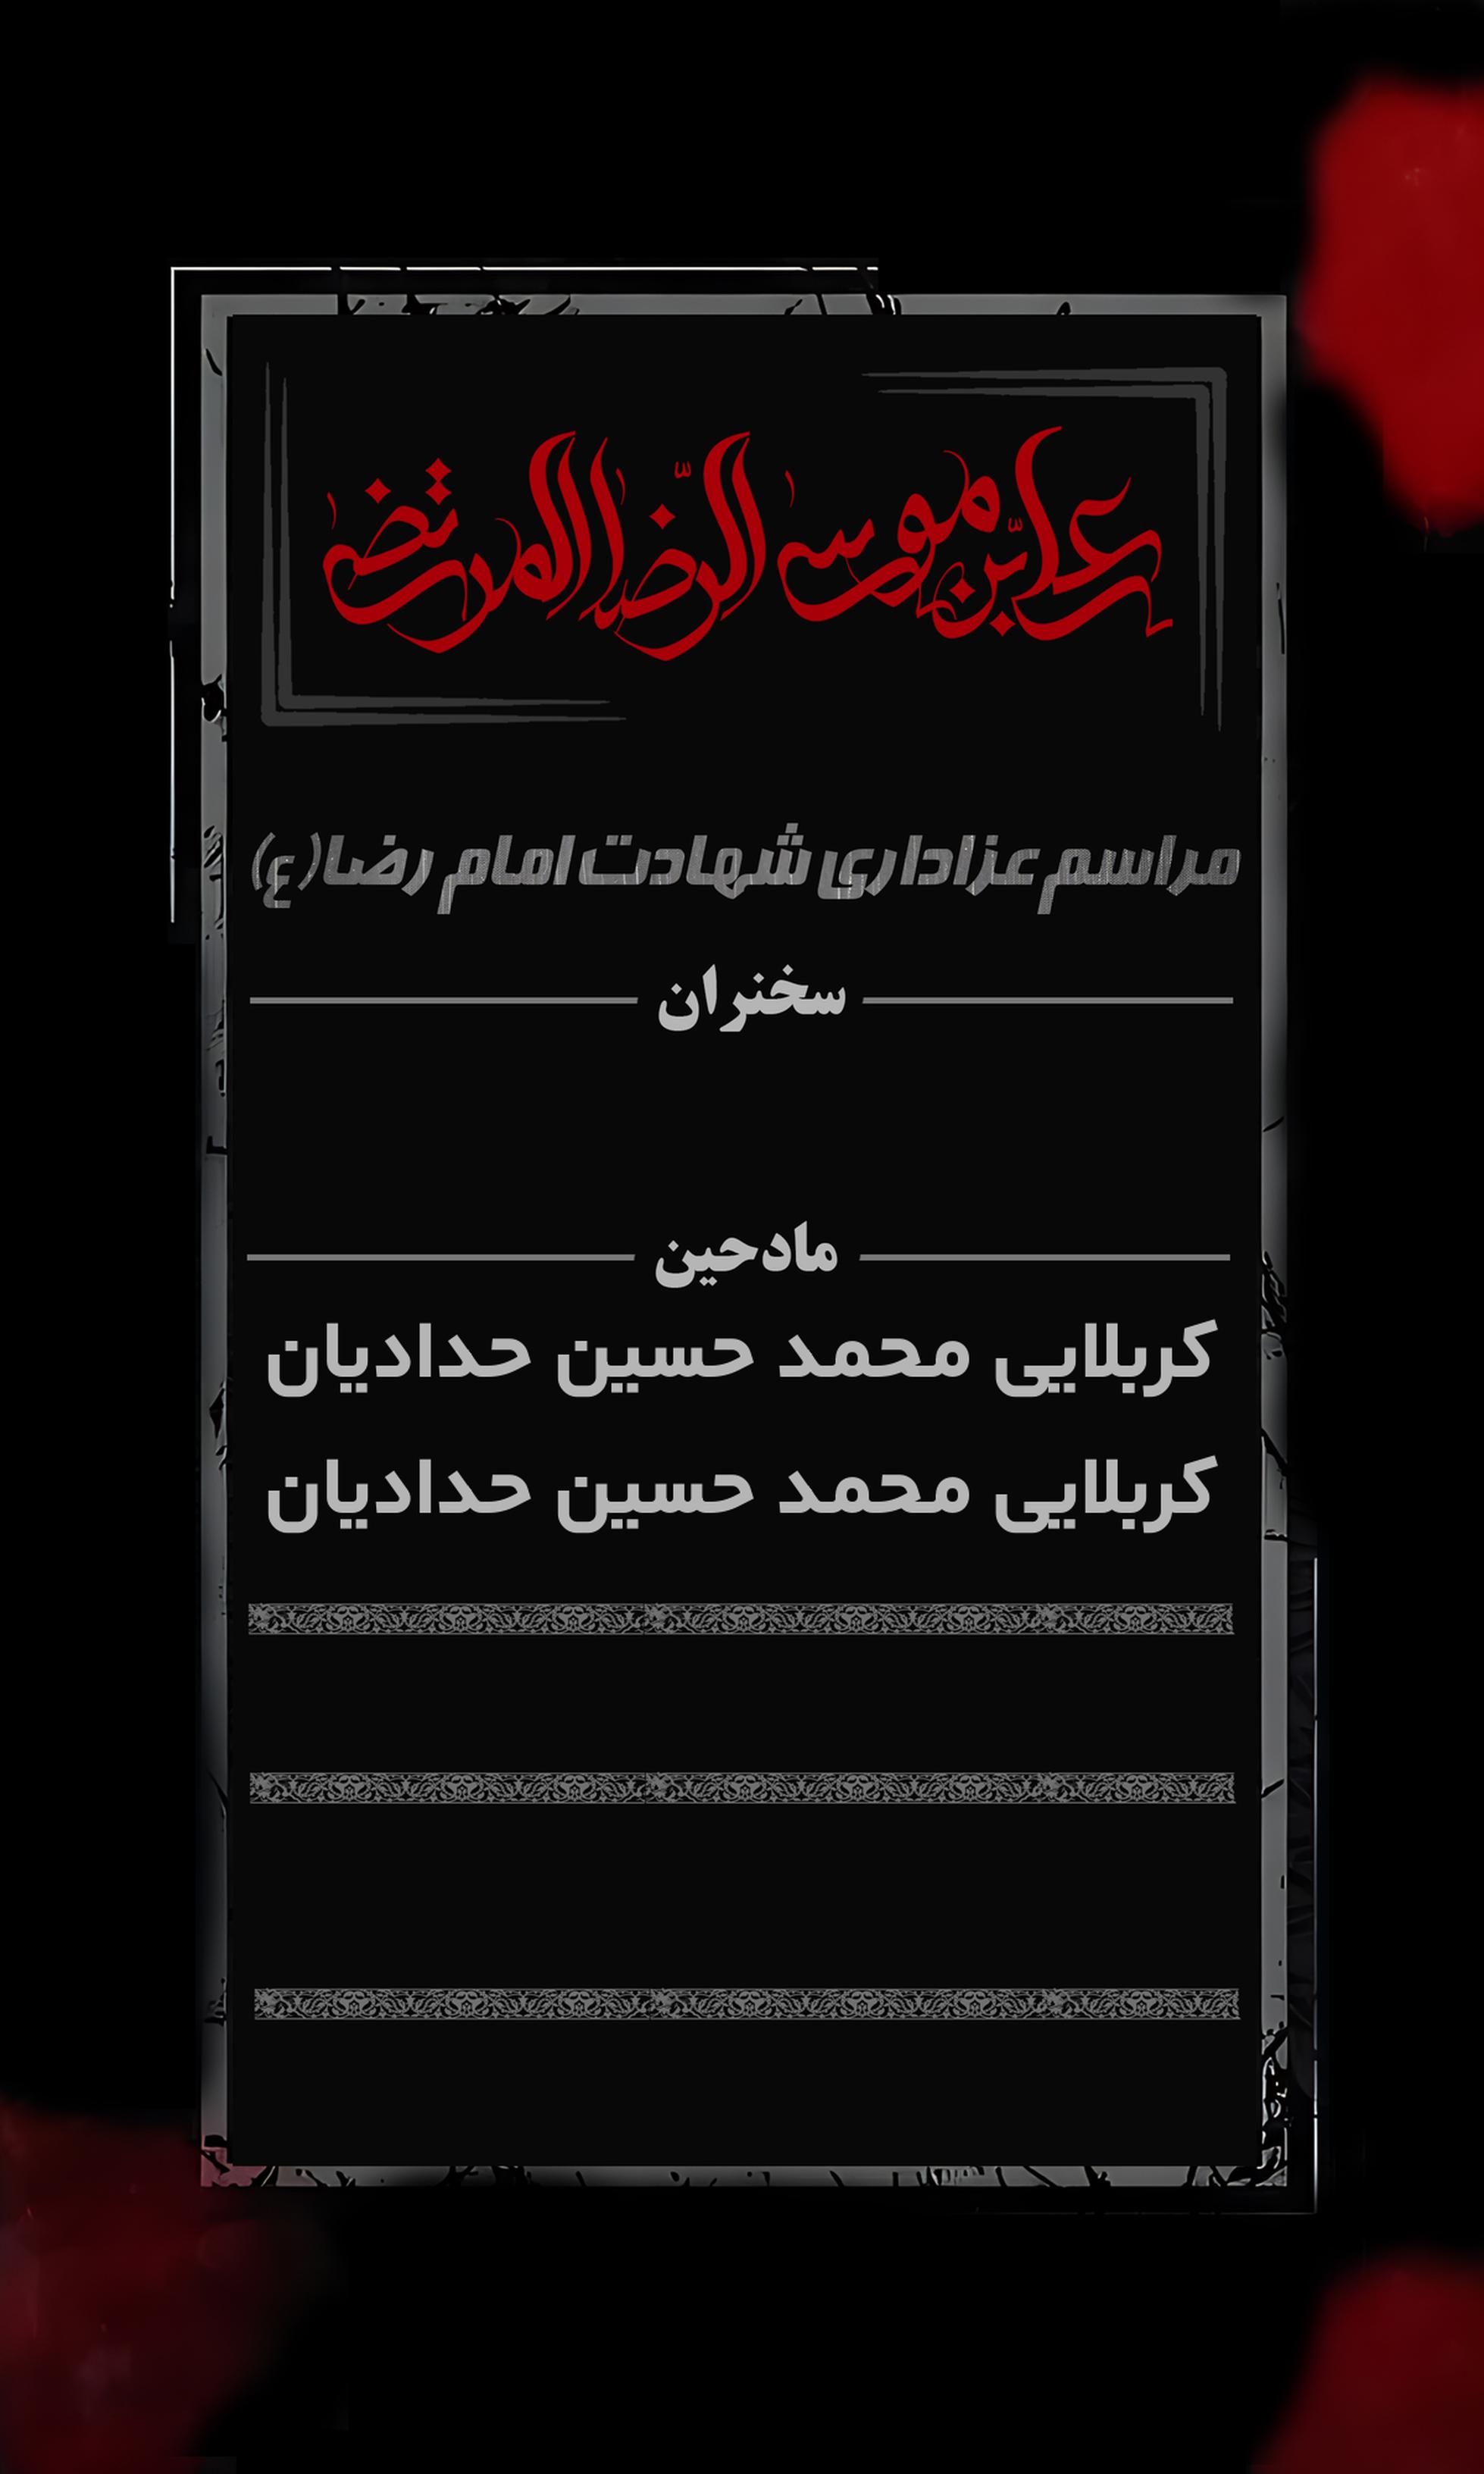 علی ابن موسی الرضا المرتضی
مراسم عزاداری شهادت امام رضا(ع)
سخنران
مادحین
کربلایی محمد حسین حدادیان
کربلایی محمد حسین حدادیان